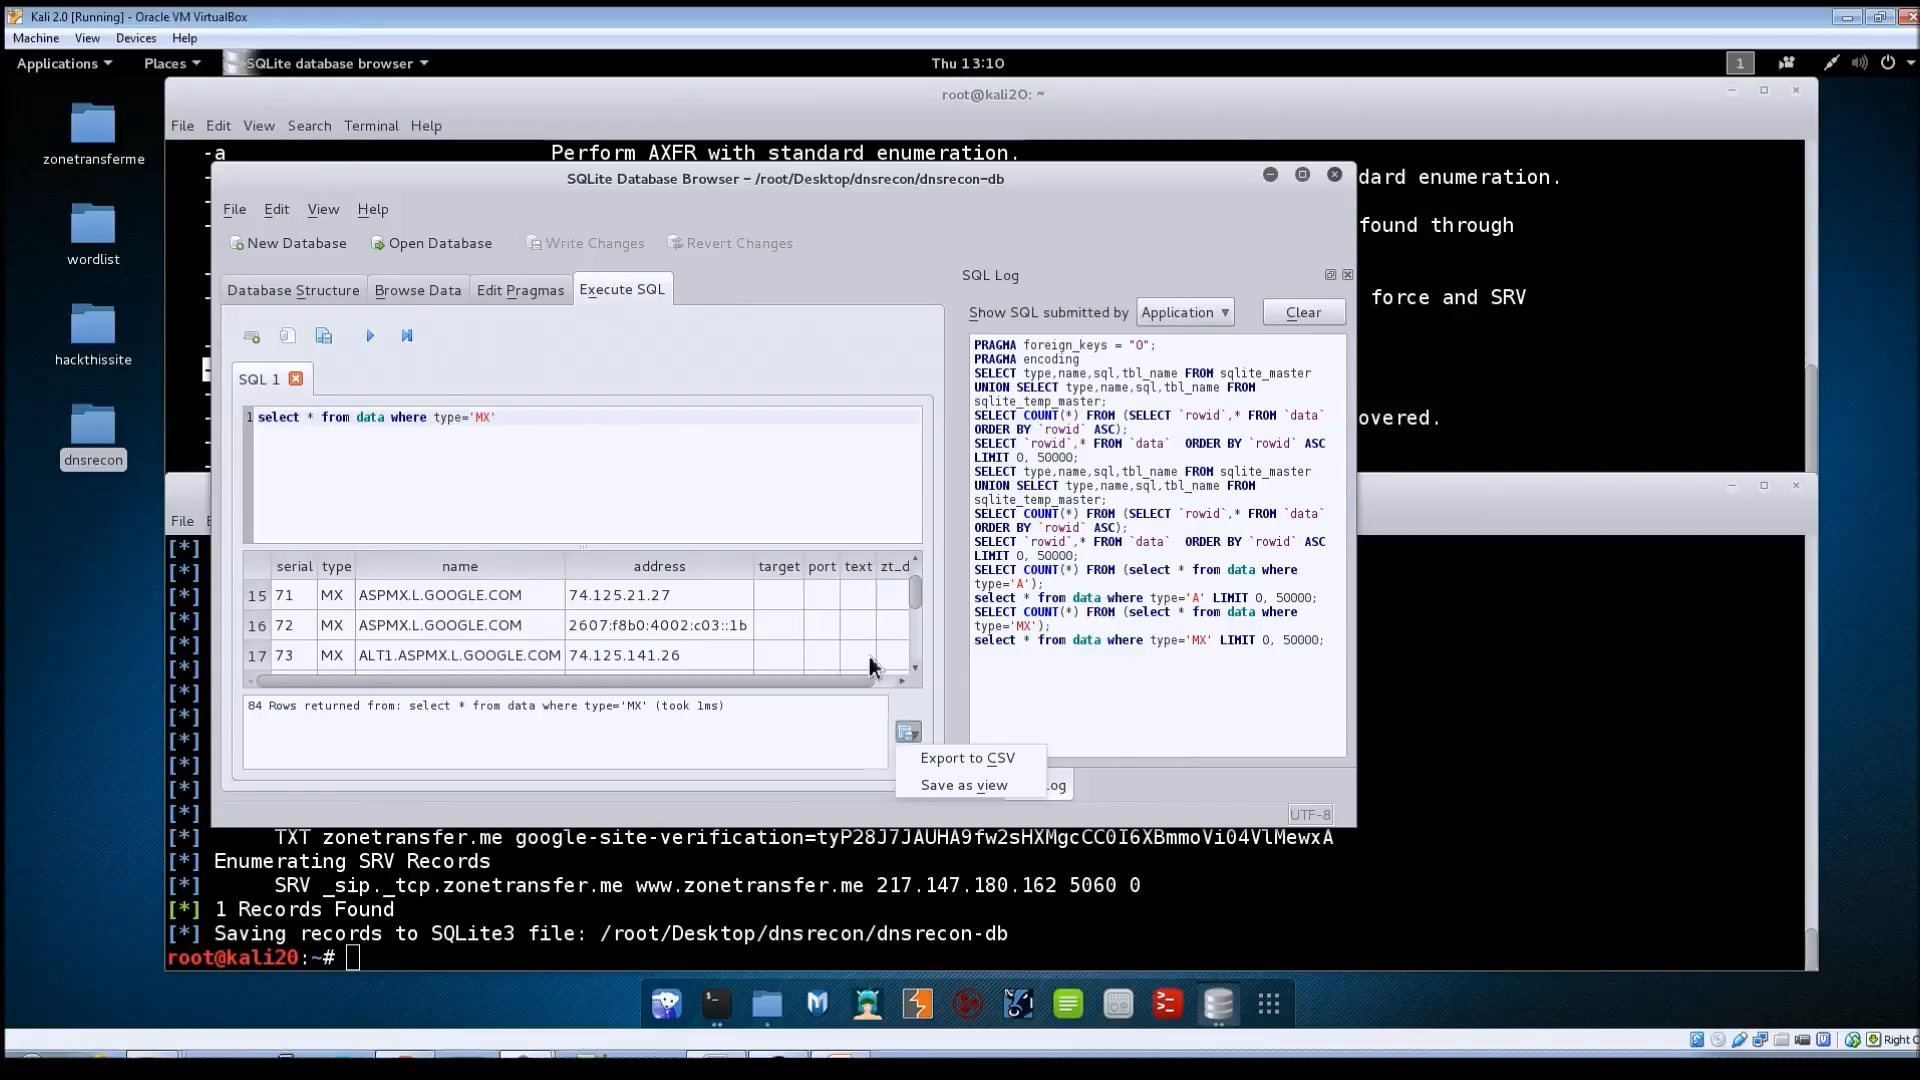 Kali 2.0 [Running] - Oracle VM VirtualBox
Machine View Devices Help
Applications Places SQLite database browser Thu 13:10 1
root@kali20: ~
File Edit View Search Terminal Help
-a Perform AXFR with standard enumeration.
SQLite Database Browser - /root/Desktop/dnsrecon/dnsrecon-db
dard enumeration.
File Edit View Help
found through
New Database Open Database Write Changes Revert Changes
Database Structure Browse Data Edit Pragmas Execute SQL
force and SRV
SQL 1
overed.
1 select * from data where type='MX'
serial type name address target port text zt_d
15 71 MX ASPMX.L.GOOGLE.COM 74.125.21.27
16 72 MX ASPMX.L.GOOGLE.COM 2607:f8b0:4002:c03::1b
17 73 MX ALT1.ASPMX.L.GOOGLE.COM 74.125.141.26
84 Rows returned from: select * from data where type='MX' (took 1ms)
Export to CSV
Save as view
og
SQL Log
Show SQL submitted by Application Clear
PRAGMA foreign_keys = "0";
PRAGMA encoding
SELECT type,name,sql,tbl_name FROM sqlite_master
UNION SELECT type,name,sql,tbl_name FROM
sqlite_temp_master;
SELECT COUNT(*) FROM (SELECT `rowid`,* FROM `data`
ORDER BY `rowid` ASC);
SELECT `rowid`,* FROM `data` ORDER BY `rowid` ASC
LIMIT 0, 50000;
SELECT type,name,sql,tbl_name FROM sqlite_master
UNION SELECT type,name,sql,tbl_name FROM
sqlite_temp_master;
SELECT COUNT(*) FROM (SELECT `rowid`,* FROM `data`
ORDER BY `rowid` ASC);
SELECT `rowid`,* FROM `data` ORDER BY `rowid` ASC
LIMIT 0, 50000;
SELECT COUNT(*) FROM (select * from data where
type='A');
select * from data where type='A' LIMIT 0, 50000;
SELECT COUNT(*) FROM (select * from data where
type='MX');
select * from data where type='MX' LIMIT 0, 50000;
UTF-8
zonetransferme
wordlist
hackthissite
dnsrecon
File E
[*]
[*]
[*]
[*]
[*]
[*]
[*]
[*]
[*]
[*]
[*]
[*]
[*] TXT zonetransfer.me google-site-verification=tyP28J7JAUHA9fw2sHXMgcCC0I6XBmmoVi04VlMewxA
[*] Enumerating SRV Records
[*] SRV _sip._tcp.zonetransfer.me www.zonetransfer.me 217.147.180.162 5060 0
[*] 1 Records Found
[*] Saving records to SQLite3 file: /root/Desktop/dnsrecon/dnsrecon-db
root@kali20:~#
Right C